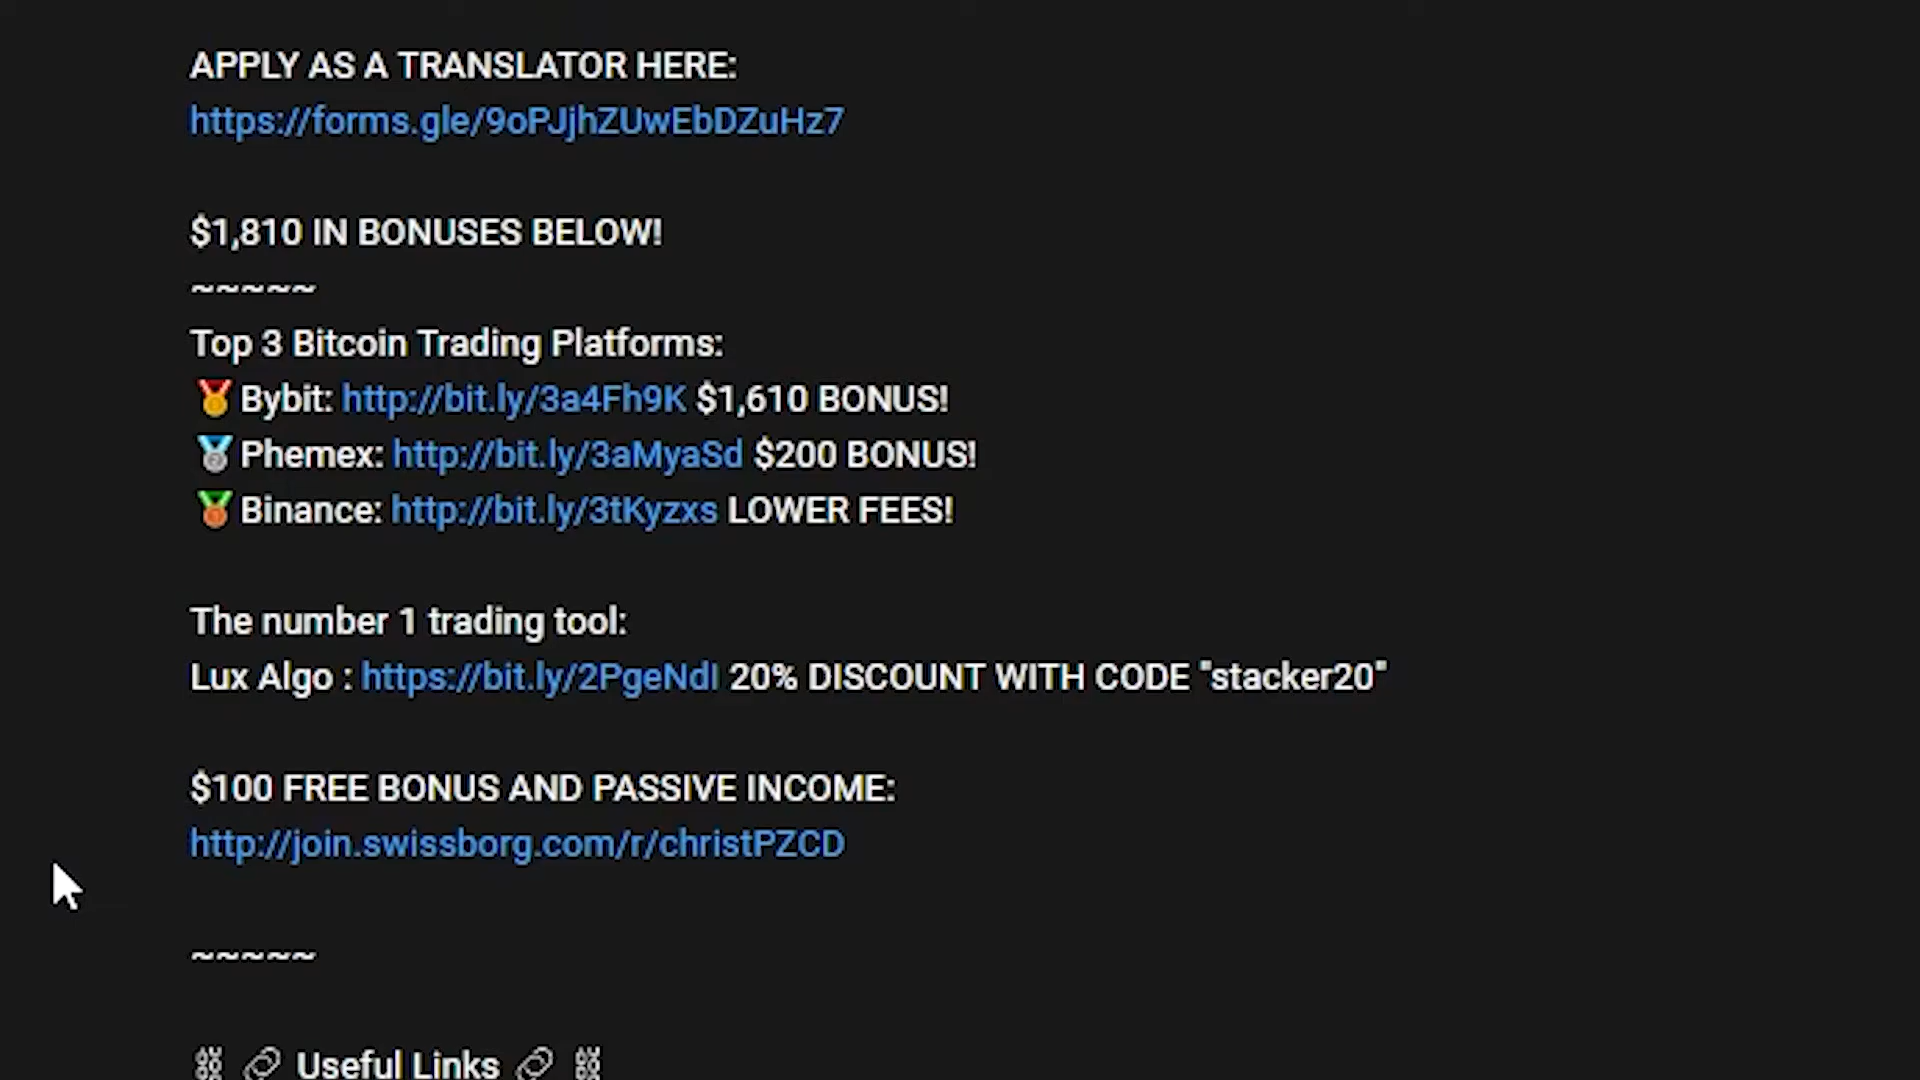 APPLY AS A TRANSLATOR HERE:
https://forms.gle/9oPJjhZUwEbDZuHz7
$1,810 IN BONUSES BELOW!
~~~~~
Top 3 Bitcoin Trading Platforms:
🥇Bybit: http://bit.ly/3a4Fh9K $1,610 BONUS!
🥈Phemex: http://bit.ly/3aMyaSd $200 BONUS!
🥉Binance: http://bit.ly/3tKyzxs LOWER FEES!
The number 1 trading tool:
Lux Algo : https://bit.ly/2PgeNdI 20% DISCOUNT WITH CODE "stacker20"
$100 FREE BONUS AND PASSIVE INCOME:
http://join.swissborg.com/r/christPZCD
~~~~~
⛓ 🔗 Useful Links 🔗 ⛓